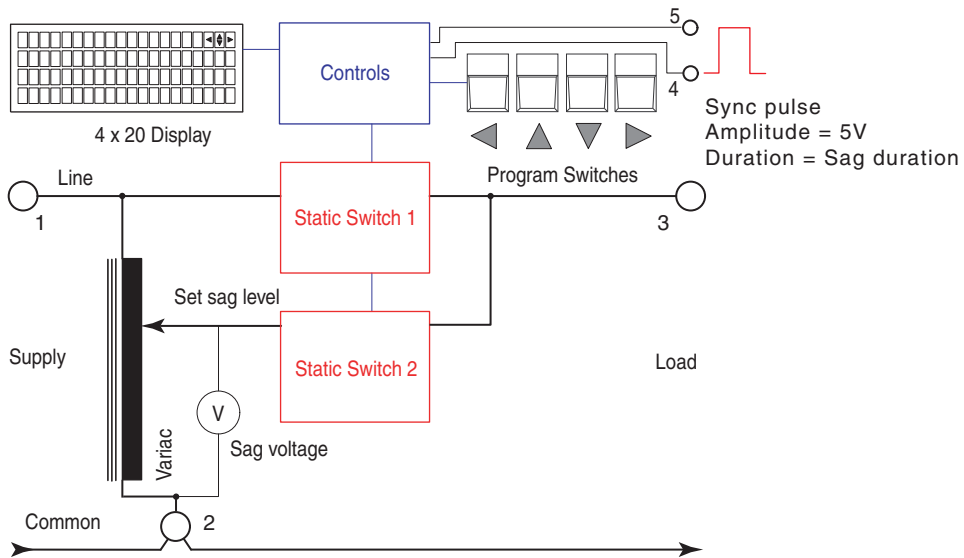 5
Controls
4
4 x 20 Display
Sync pulse
Amplitude = 5V
Duration = Sag duration
Line
Program Switches
1
Static Switch 1
3
Set sag level
Supply
Static Switch 2
Load
V
Variac
Sag voltage
Common
2